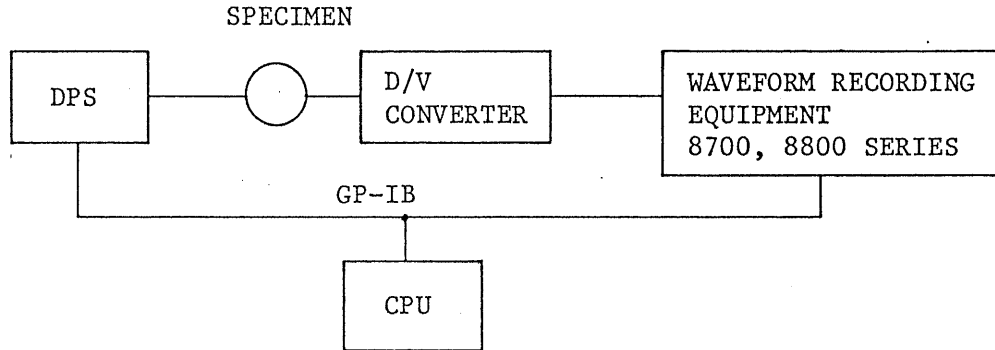 SPECIMEN
DPS
D/V
CONVERTER
WAVEFORM RECORDING
EQUIPMENT
8700, 8800 SERIES
GP-IB
CPU